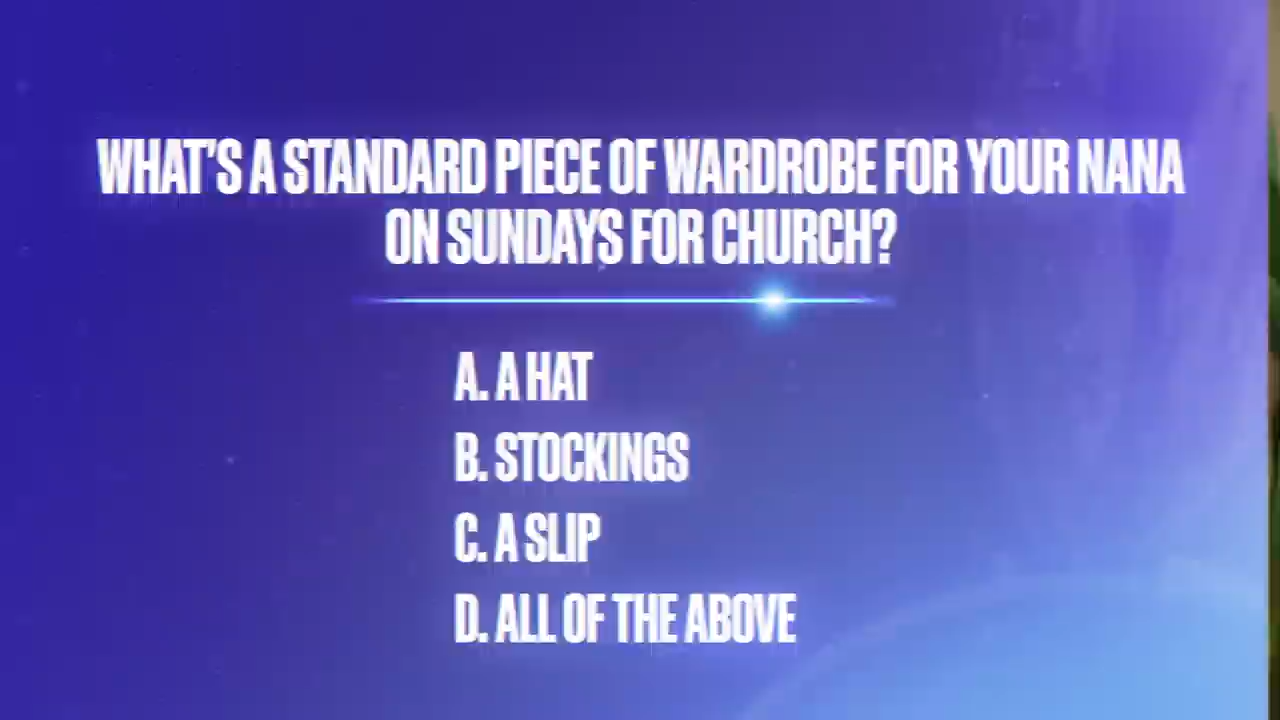 WHAT'S A STANDARD PIECE OF WARDROBE FOR YOUR NANA
ON SUNDAYS FOR CHURCH?
A. A HAT
B. STOCKINGS
C. A SLIP
D. ALL OF THE ABOVE